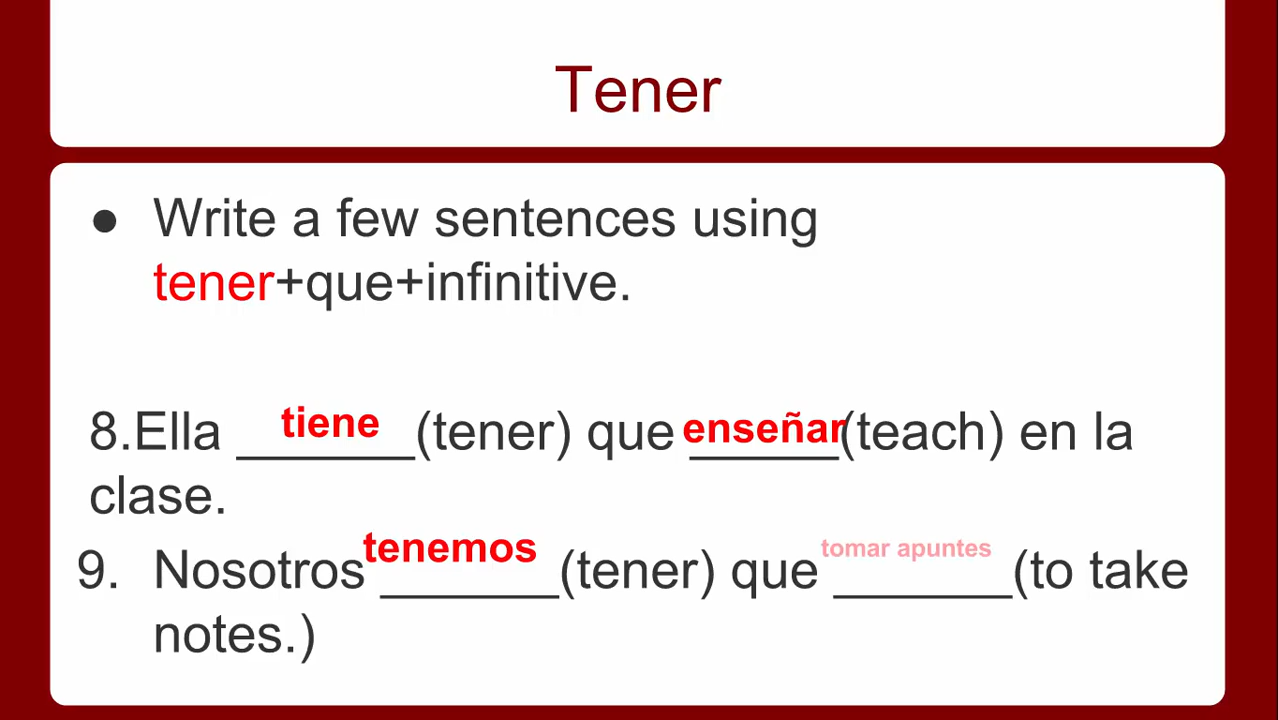 Tener
● Write a few sentences using
tener+que+infinitive.
8.Ella tiene (tener) que enseñar(teach) en la
clase.
9. Nosotros tenemos (tener) que tomar apuntes (to take
notes.)